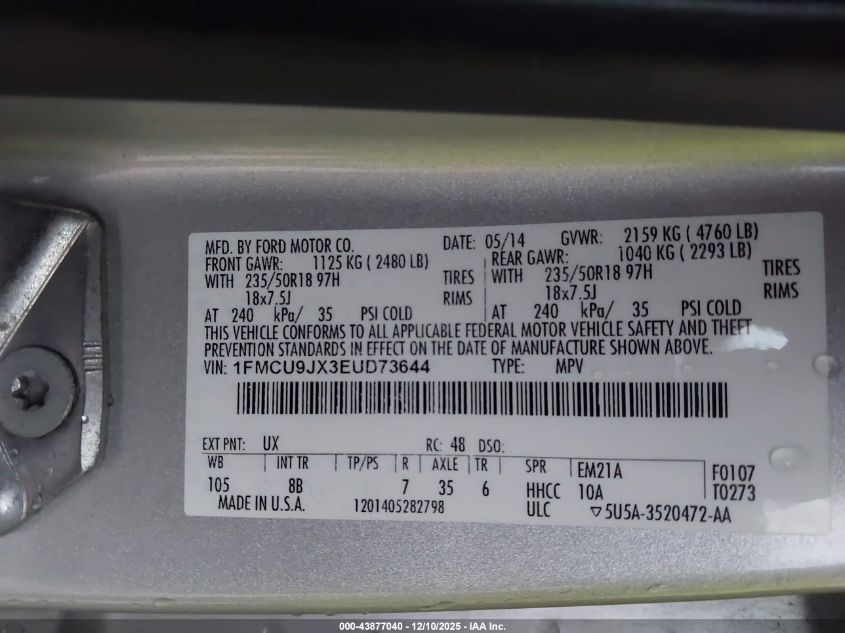 MFD. BY FORD MOTOR CO. DATE: 05/14 GVWR: 2159 KG ( 4760 LB)
FRONT GAWR: 1125 KG ( 2480 LB) REAR GAWR: 1040 KG ( 2293 LB)
WITH 235/50R18 97H TIRES WITH 235/50R18 97H TIRES
18x7.5J RIMS 18x7.5J RIMS
AT 240 kPa/ 35 PSI COLD AT 240 kPa/ 35 PSI COLD
THIS VEHICLE CONFORMS TO ALL APPLICABLE FEDERAL MOTOR VEHICLE SAFETY AND THEFT
PREVENTION STANDARDS IN EFFECT ON THE DATE OF MANUFACTURE SHOWN ABOVE.
VIN: 1FMCU9JX3EUD73644 TYPE: MPV
EXT PNT: UX RC: 48 DSO:
WB INT TR TP/PS R AXLE TR SPR EM21A F0107
105 8B 7 35 6 HHCC 10A T0273
MADE IN U.S.A. 1201405282798 ULC ▽5U5A-3520472-AA
000-43877040 - 12/10/2025 - IAA Inc.